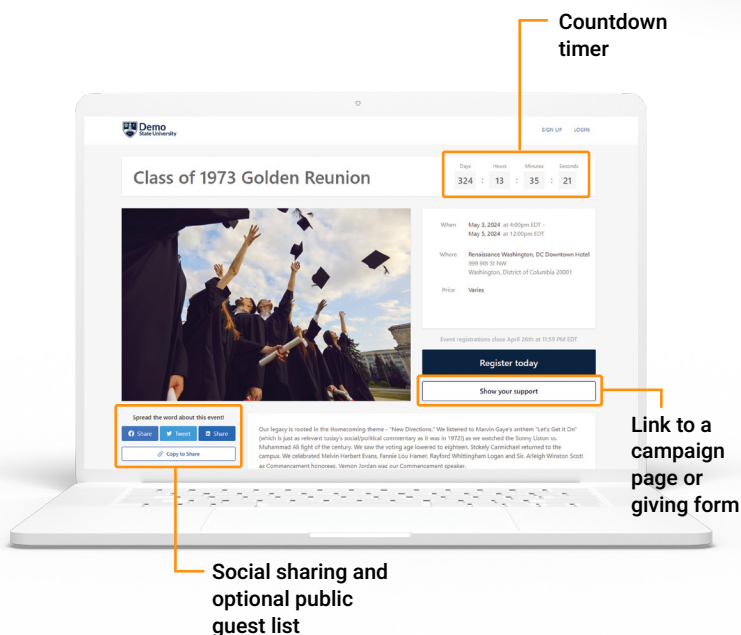 Countdown
timer
Demo
State University
SIGN UP LOGIN
Class of 1973 Golden Reunion
Days Hours Minutes Seconds
324 : 13 : 35 : 21
When May 3, 2024 at 4:00pm EDT -
May 5, 2024 at 12:00pm EDT
Where Renaissance Washington, DC Downtown Hotel
999 9th St NW
Washington, District of Columbia 20001
Price Varies
Event registrations close April 26th at 11:59 PM EDT
Register today
Show your support
Spread the word about this event!
Share Tweet Share
Copy to Share
Our legacy is rooted in the Homecoming theme - "New Directions." We listened to Marvin Gaye's anthem "Let's Get It On"
(which is just as relevant today's social/political commentary as it was in 1972!) as we watched the Sonny Liston vs.
Muhammad Ali fight of the century. We saw the voting age lowered to eighteen. Stokely Carmichael returned to the
campus. We celebrated Melvin Herbert Evans, Fannie Lou Hamer, Rayford Whittingham Logan and Sir. Arleigh Winston Scott
as Commencement honorees. Vernon Jordan was our Commencement speaker.
Link to a
campaign
page or
giving form
Social sharing and
optional public
guest list